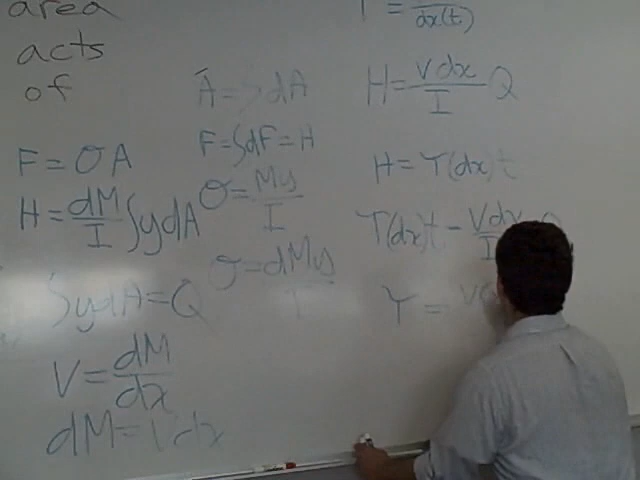 area
acts
of
F = σA
H = dM/I ∫ydA
∫ydA = Q
V = dM/dx
dM = Vdx
A = ∫dA
F = ∫dF = H
σ = My/I
σ = dMy/I
dx(t)
H = Vdx/I Q
H = τ(dx)t
τ(dx)t = Vdx/I
τ =